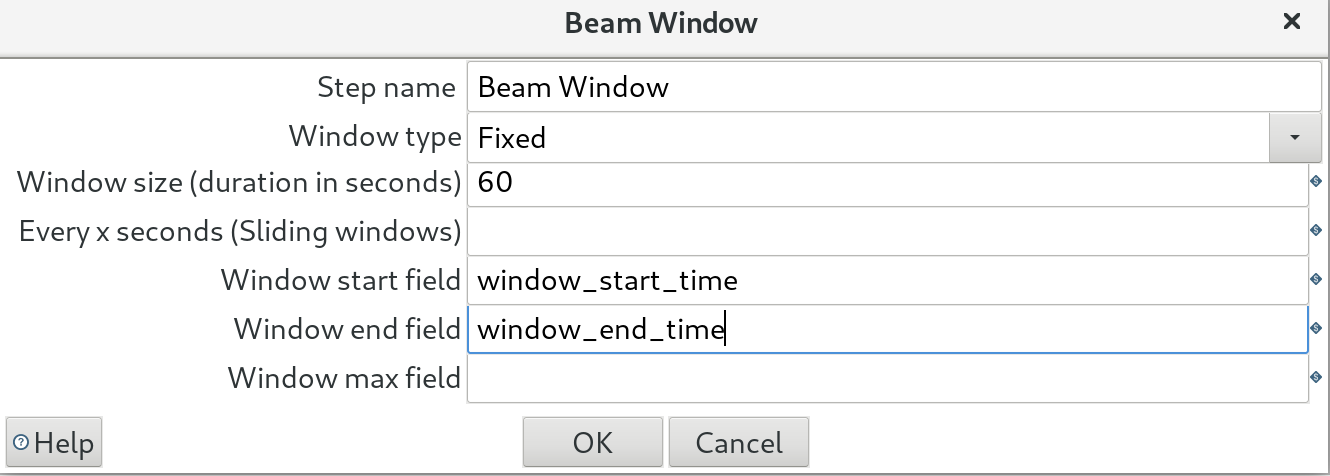 Beam Window
Step name Beam Window
Window type Fixed
Window size (duration in seconds) 60
Every x seconds (Sliding windows)
Window start field window_start_time
Window end field window_end_time
Window max field
Help OK Cancel